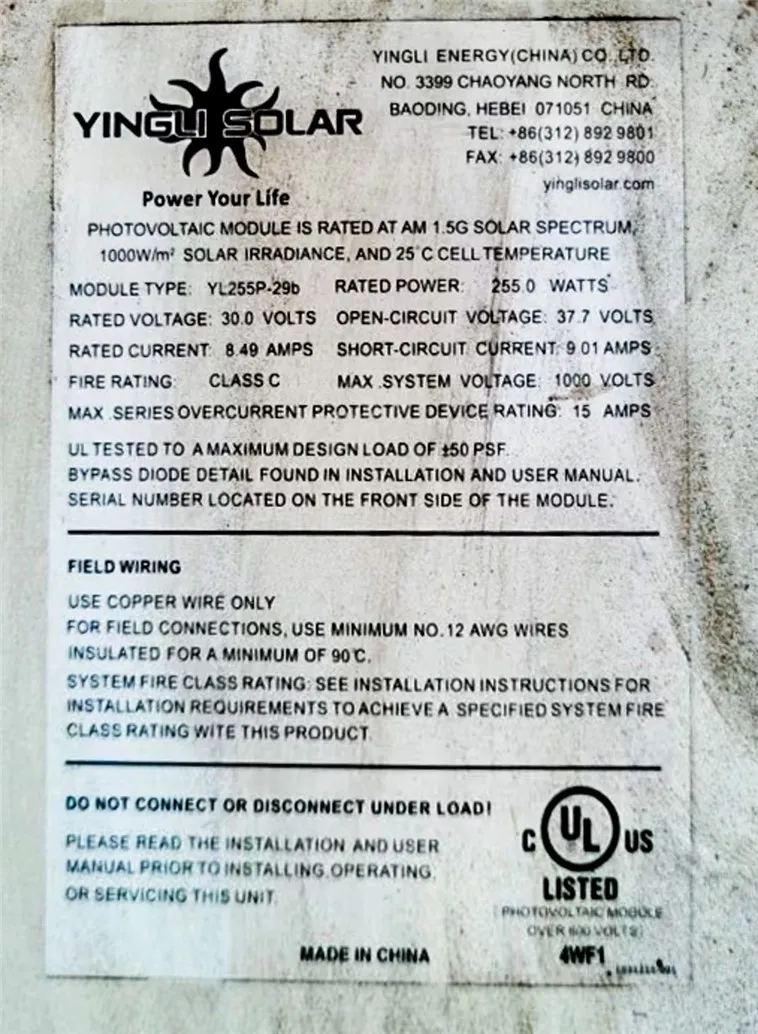 YINGLI SOLAR
Power Your Life
YINGLI ENERGY(CHINA) CO.,LTD.
NO. 3399 CHAOYANG NORTH RD.
BAODING, HEBEI 071051 CHINA
TEL: +86(312) 892 9801
FAX: +86(312) 892 9800
yinglisolar.com
PHOTOVOLTAIC MODULE IS RATED AT AM 1.5G SOLAR SPECTRUM,
1000W/m² SOLAR IRRADIANCE, AND 25°C CELL TEMPERATURE
MODULE TYPE: YL255P-29b RATED POWER: 255.0 WATTS
RATED VOLTAGE: 30.0 VOLTS OPEN-CIRCUIT VOLTAGE: 37.7 VOLTS
RATED CURRENT: 8.49 AMPS SHORT-CIRCUIT CURRENT: 9.01 AMPS
FIRE RATING: CLASS C MAX .SYSTEM VOLTAGE: 1000 VOLTS
MAX .SERIES OVERCURRENT PROTECTIVE DEVICE RATING: 15 AMPS
UL TESTED TO A MAXIMUM DESIGN LOAD OF ±50 PSF.
BYPASS DIODE DETAIL FOUND IN INSTALLATION AND USER MANUAL.
SERIAL NUMBER LOCATED ON THE FRONT SIDE OF THE MODULE.
FIELD WIRING
USE COPPER WIRE ONLY
FOR FIELD CONNECTIONS, USE MINIMUM NO.12 AWG WIRES
INSULATED FOR A MINIMUM OF 90°C.
SYSTEM FIRE CLASS RATING: SEE INSTALLATION INSTRUCTIONS FOR
INSTALLATION REQUIREMENTS TO ACHIEVE A SPECIFIED SYSTEM FIRE
CLASS RATING WITE THIS PRODUCT.
DO NOT CONNECT OR DISCONNECT UNDER LOAD!
PLEASE READ THE INSTALLATION AND USER
MANUAL PRIOR TO INSTALLING,OPERATING,
OR SERVICING THIS UNIT.
MADE IN CHINA
C UL US
LISTED
PHOTOVOLTAIC MODULE
OVER 600 VOLTS)
4WF1